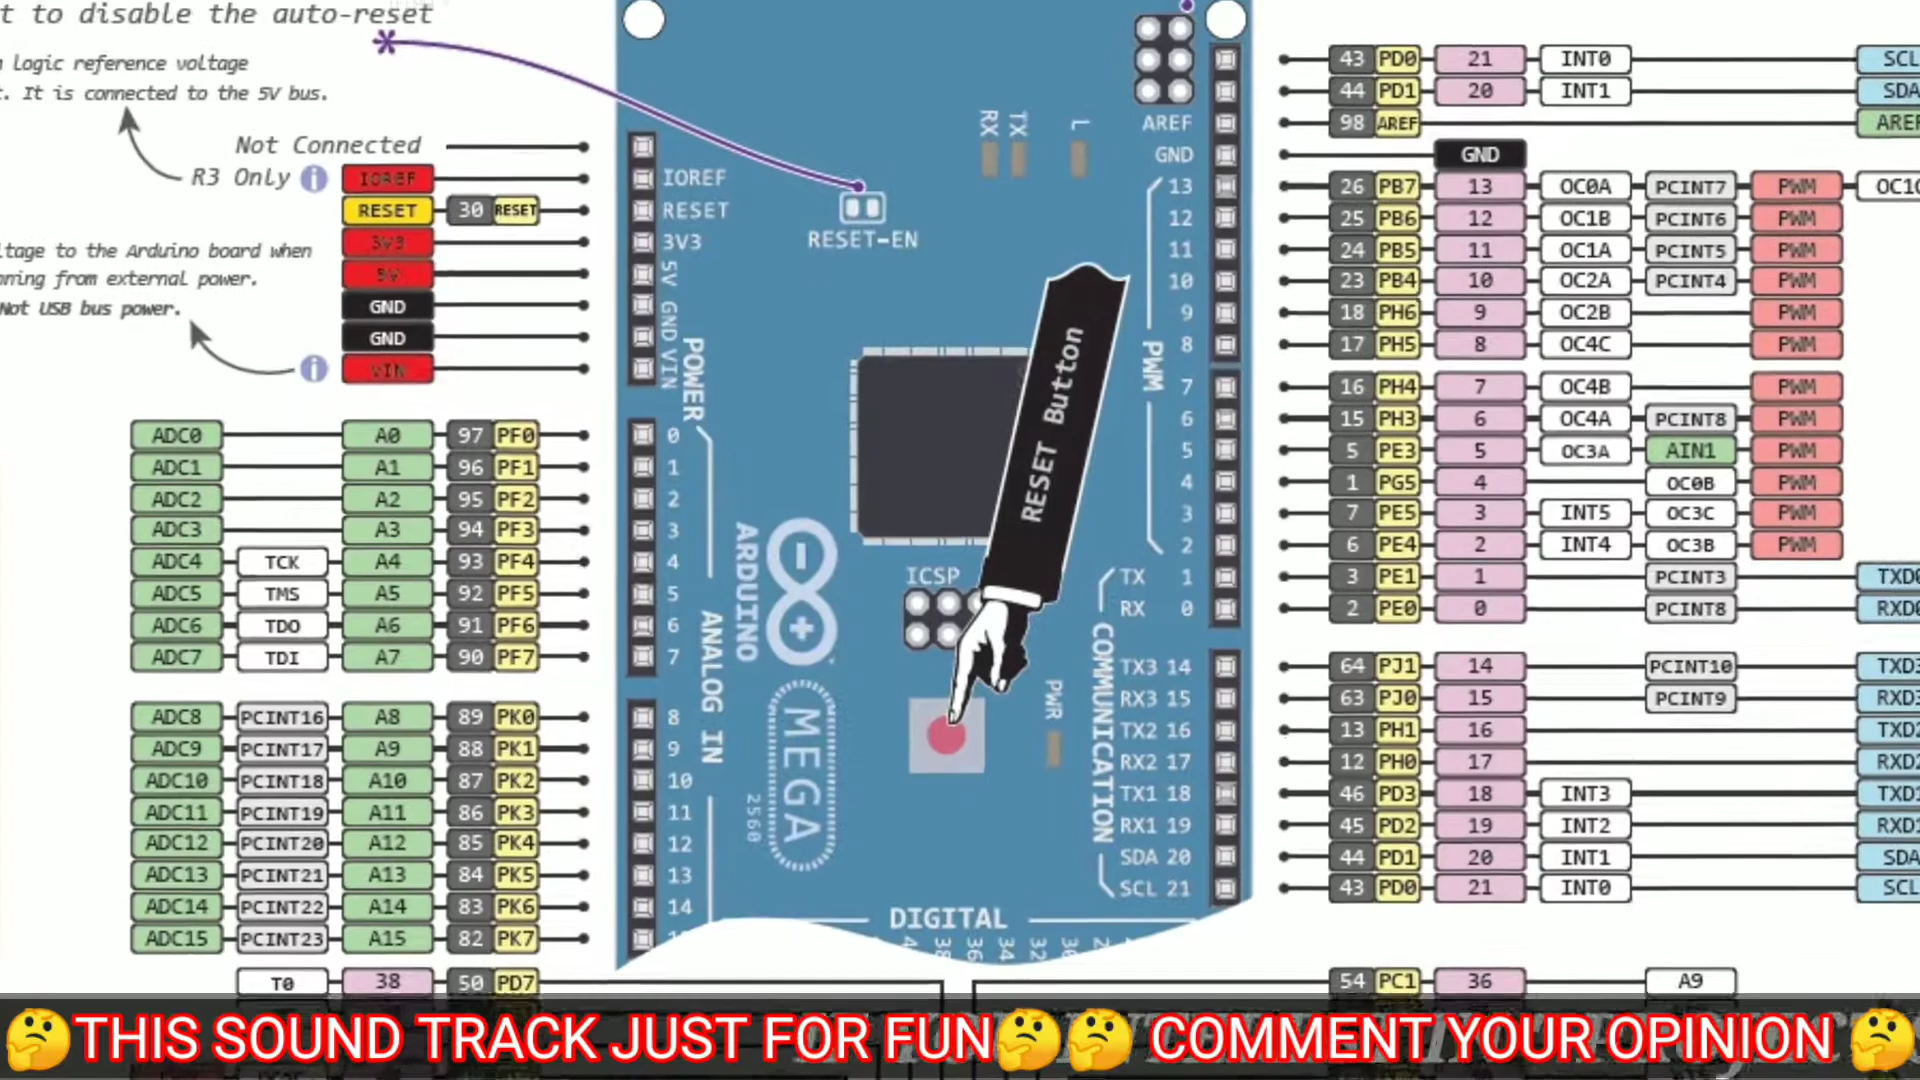 t to disable the auto-reset
Logic reference voltage
t. It is connected to the 5V bus.
Not Connected
R3 Only i IOREF
RESET 30 RESET
3V3
5V
GND
GND
i VIN
ltage to the Arduino board when
nning from external power.
Not USB bus power.
ADC0 A0 97 PF0
ADC1 A1 96 PF1
ADC2 A2 95 PF2
ADC3 A3 94 PF3
ADC4 TCK A4 93 PF4
ADC5 TMS A5 92 PF5
ADC6 TDO A6 91 PF6
ADC7 TDI A7 90 PF7
ADC8 PCINT16 A8 89 PK0
ADC9 PCINT17 A9 88 PK1
ADC10 PCINT18 A10 87 PK2
ADC11 PCINT19 A11 86 PK3
ADC12 PCINT20 A12 85 PK4
ADC13 PCINT21 A13 84 PK5
ADC14 PCINT22 A14 83 PK6
ADC15 PCINT23 A15 82 PK7
T0 38 50 PD7
IOREF
RESET
3V3
5V
GND
VIN
POWER
0
1
2
3
4
5
6
7
ANALOG IN
8
9
10
11
12
13
14
RESET-EN
RX
TX
L
RESET Button
ICSP
ARDUINO
MEGA
2560
PWR
DIGITAL
38 36 34 32 30
AREF
GND
13
12
11
10
9
8
PWM
7
6
5
4
3
2
TX 1
RX 0
COMMUNICATION
TX3 14
RX3 15
TX2 16
RX2 17
TX1 18
RX1 19
SDA 20
SCL 21
43 PD0 21 INT0 SCL
44 PD1 20 INT1 SDA
98 AREF AREF
GND
26 PB7 13 OC0A PCINT7 PWM OC1C
25 PB6 12 OC1B PCINT6 PWM
24 PB5 11 OC1A PCINT5 PWM
23 PB4 10 OC2A PCINT4 PWM
18 PH6 9 OC2B PWM
17 PH5 8 OC4C PWM
16 PH4 7 OC4B PWM
15 PH3 6 OC4A PCINT8 PWM
5 PE3 5 OC3A AIN1 PWM
1 PG5 4 OC0B PWM
7 PE5 3 INT5 OC3C PWM
6 PE4 2 INT4 OC3B PWM
3 PE1 1 PCINT3 TXD0
2 PE0 0 PCINT8 RXD0
64 PJ1 14 PCINT10 TXD3
63 PJ0 15 PCINT9 RXD3
13 PH1 16 TXD2
12 PH0 17 RXD2
46 PD3 18 INT3 TXD1
45 PD2 19 INT2 RXD1
44 PD1 20 INT1 SDA
43 PD0 21 INT0 SCL
54 PC1 36 A9
🤔THIS SOUND TRACK JUST FOR FUN🤔🤔 COMMENT YOUR OPINION 🤔